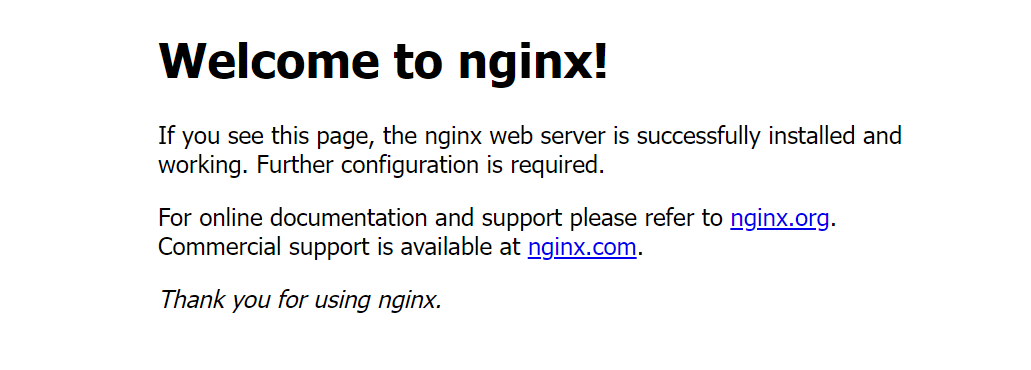 Welcome to nginx!
If you see this page, the nginx web server is successfully installed and
working. Further configuration is required.
For online documentation and support please refer to nginx.org.
Commercial support is available at nginx.com.
Thank you for using nginx.